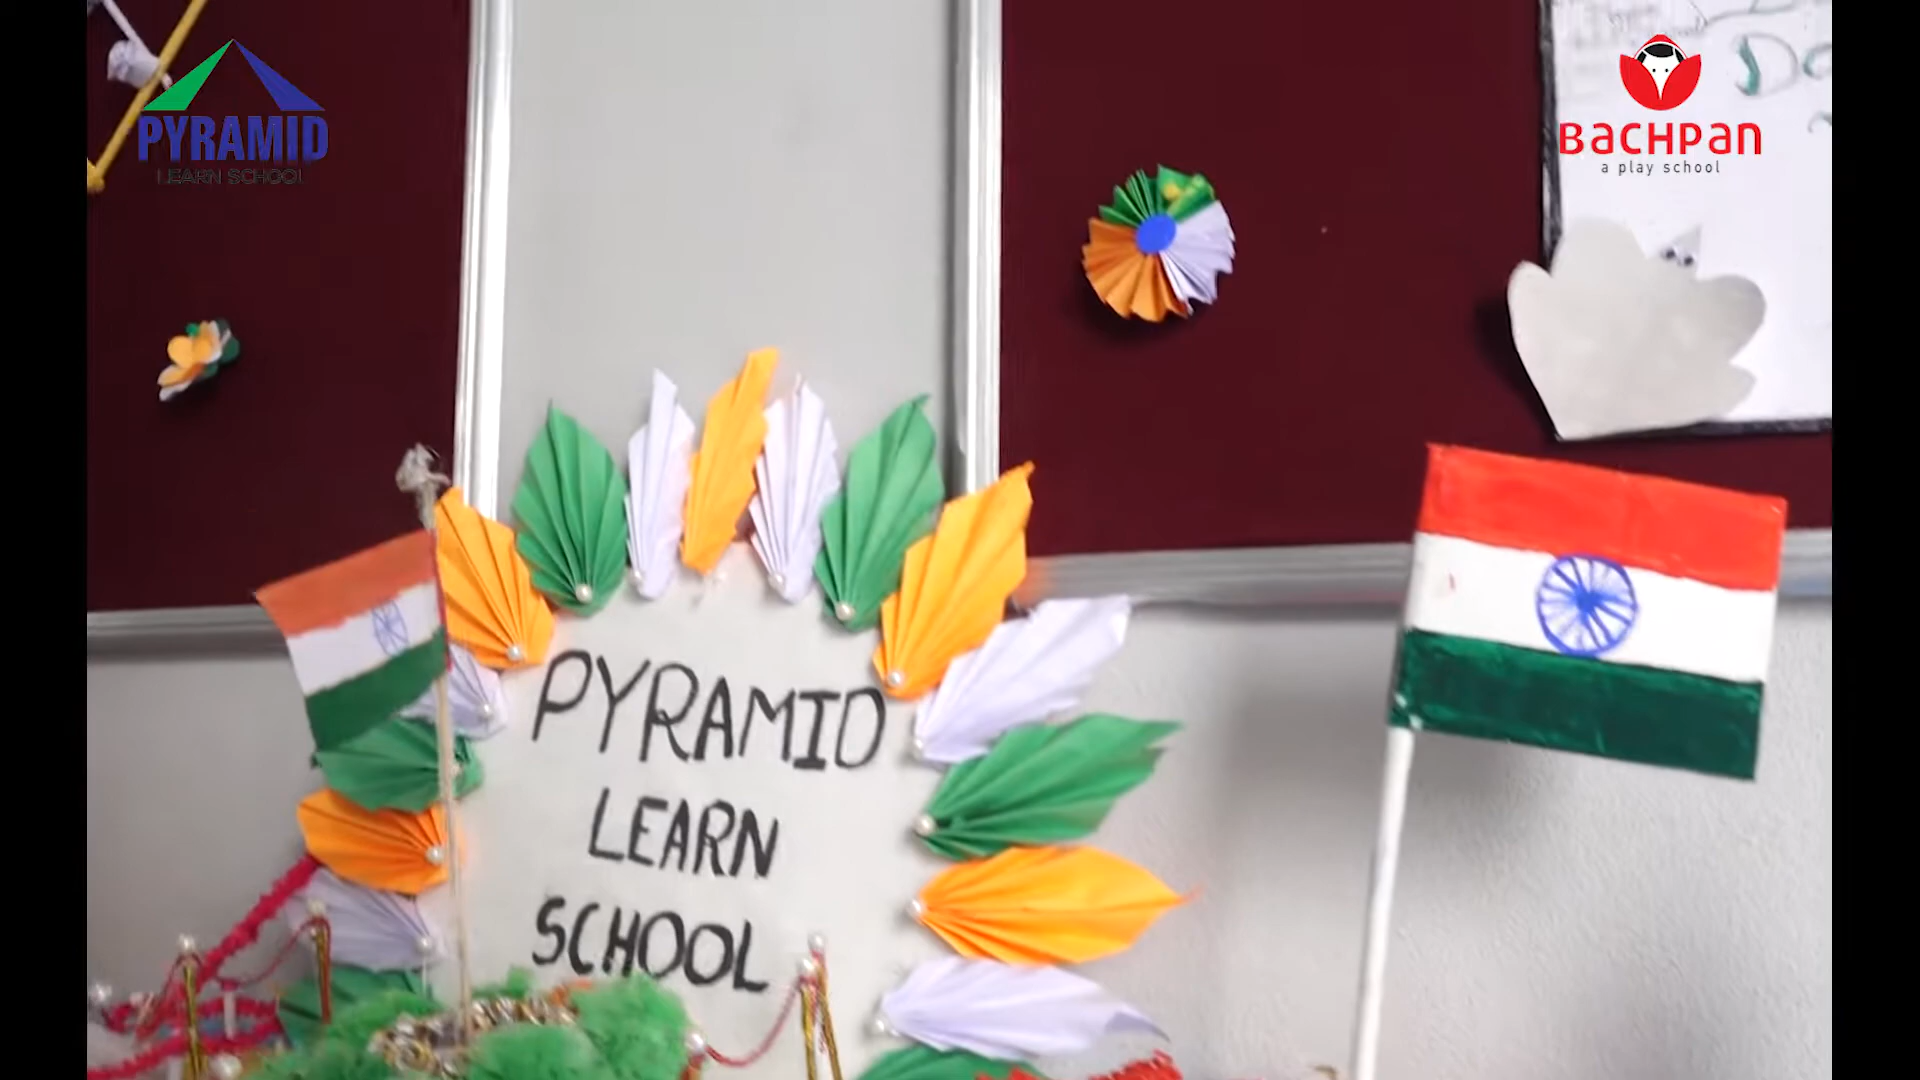 PYRAMID
LEARN SCHOOL
BACHPAN
a play school
PYRAMID
LEARN
SCHOOL